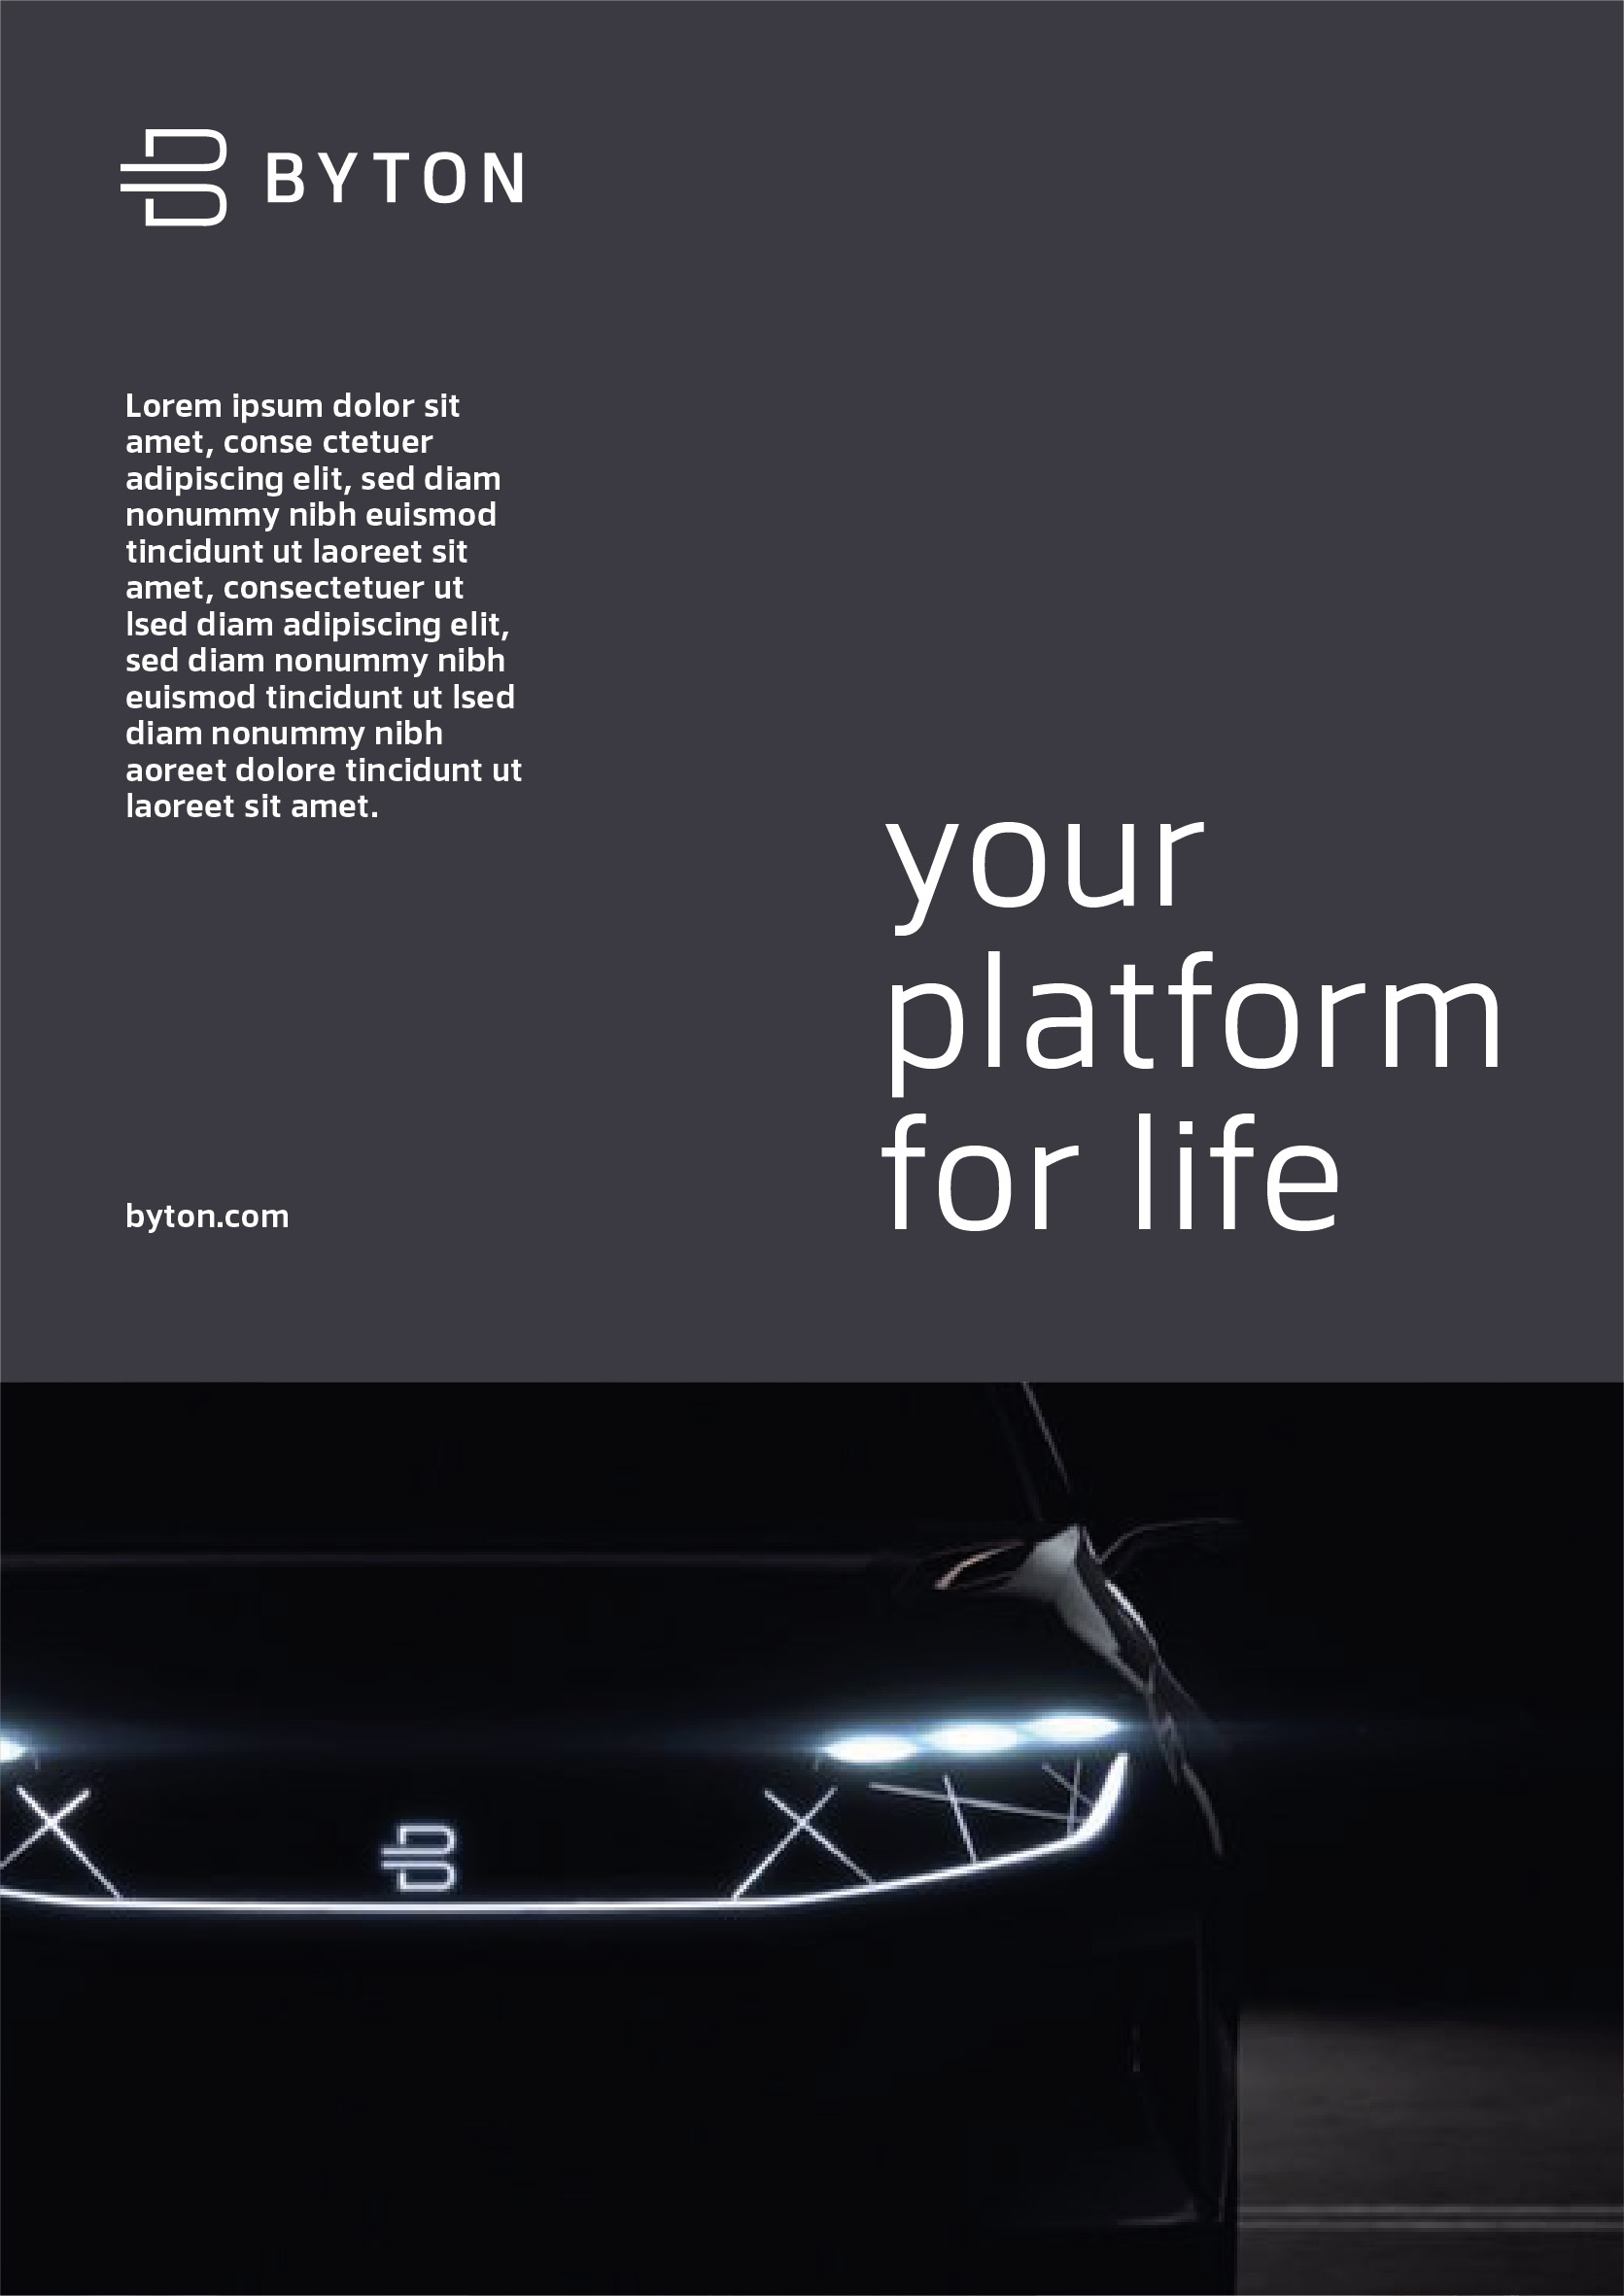 BYTON
Lorem ipsum dolor sit
amet, conse ctetuer
adipiscing elit, sed diam
nonummy nibh euismod
tincidunt ut laoreet sit
amet, consectetuer ut
lsed diam adipiscing elit,
sed diam nonummy nibh
euismod tincidunt ut lsed
diam nonummy nibh
aoreet dolore tincidunt ut
laoreet sit amet.
your
platform
for life
byton.com